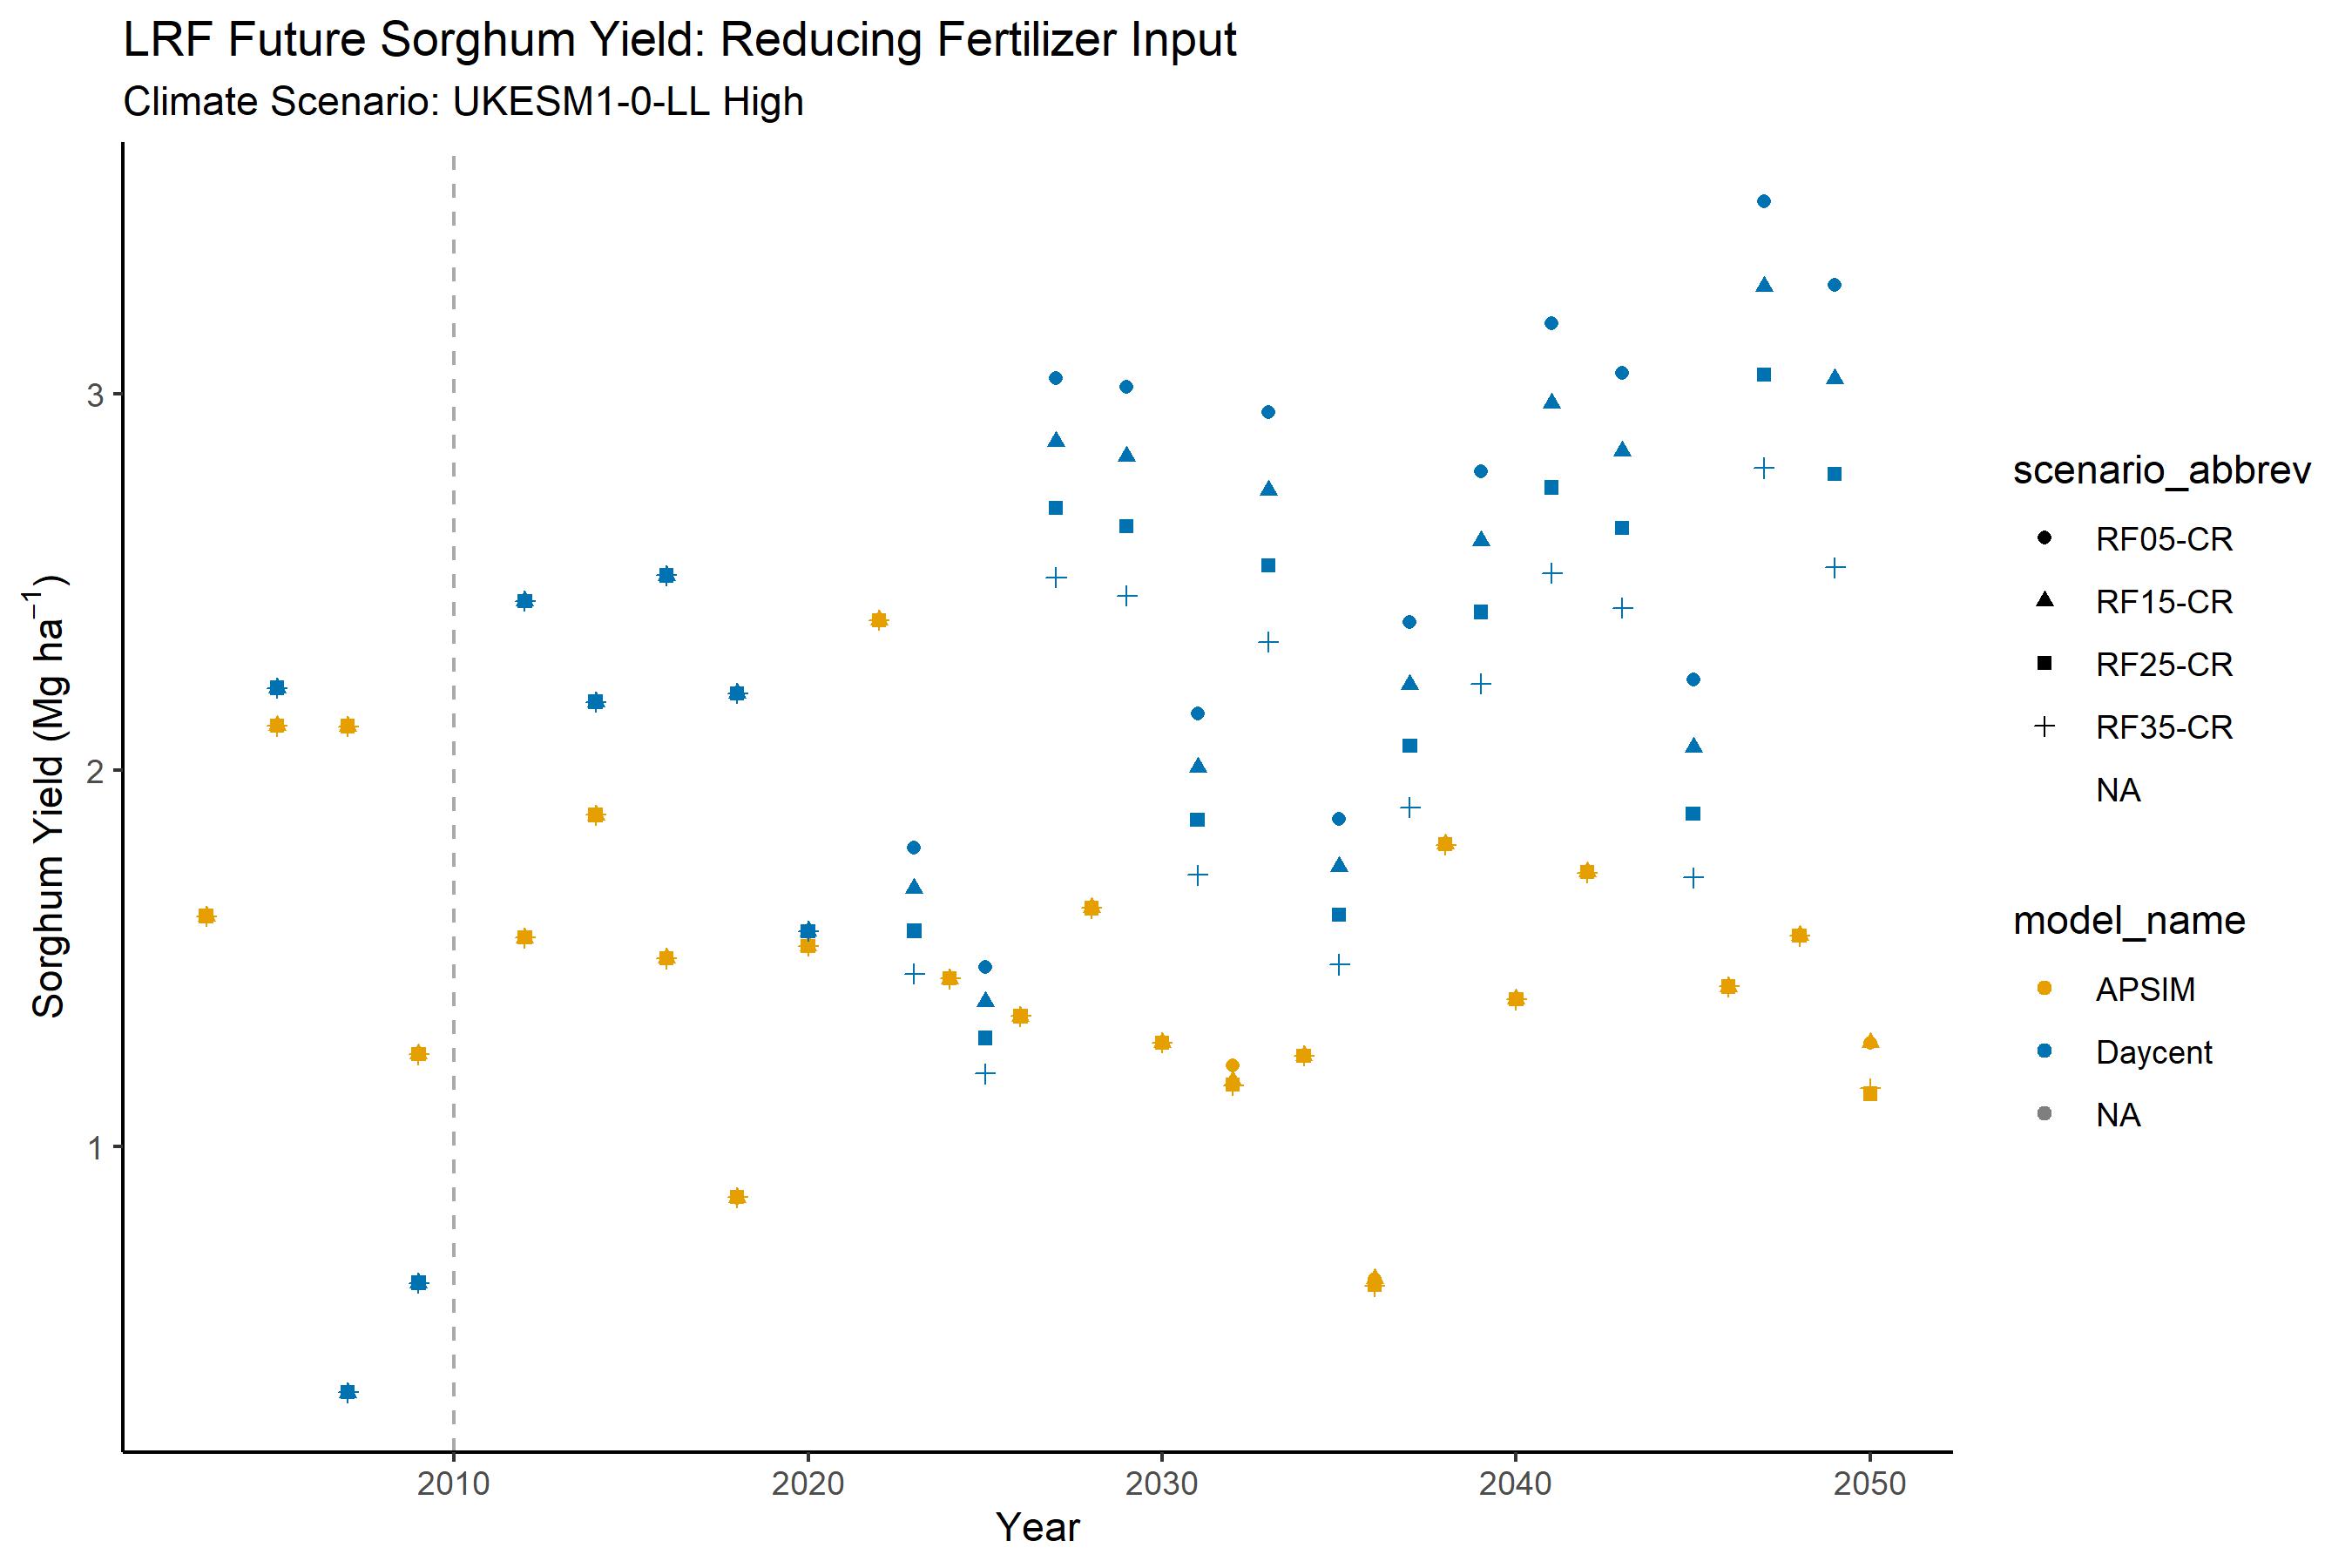 LRF Future Sorghum Yield: Reducing Fertilizer Input
Climate Scenario: UKESM1-0-LL High
Sorghum Yield (Mg ha⁻¹)
3
2
1
2010 2020 2030 2040 2050
Year
scenario_abbrev
RF05-CR
RF15-CR
RF25-CR
RF35-CR
NA
model_name
APSIM
Daycent
NA